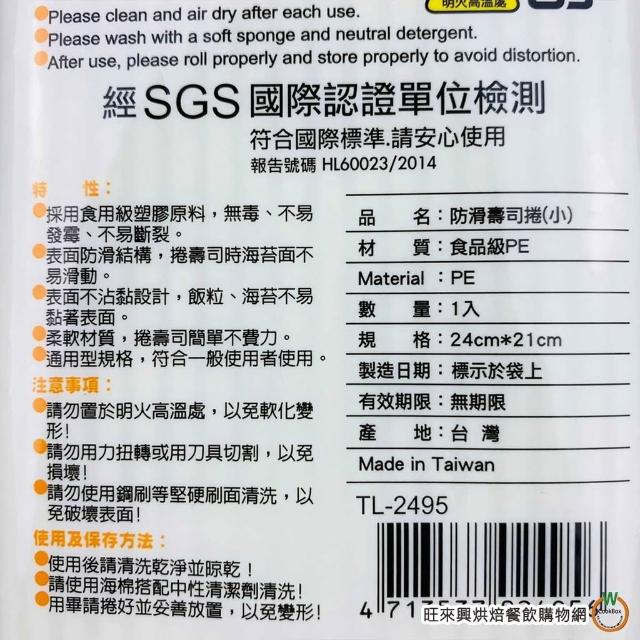 明火高溫處
Please clean and air dry after each use.
Please wash with a soft sponge and neutral detergent.
After use, please roll properly and store properly to avoid distortion.
經SGS國際認證單位檢測
符合國際標準.請安心使用
報告號碼 HL60023/2014
特 性:
採用食用級塑膠原料，無毒、不易
發霉、不易斷裂。
表面防滑結構，捲壽司時海苔面不
易滑動。
表面不沾黏設計，飯粒、海苔不易
黏著表面。
柔軟材質，捲壽司簡單不費力。
通用型規格，符合一般使用者使用。
注意事項:
請勿置於明火高溫處，以免軟化變
形!
請勿用力扭轉或用刀具切割，以免
損壞!
請勿使用鋼刷等堅硬刷面清洗，以
免破壞表面!
使用及保存方法:
使用後請清洗乾淨並晾乾!
請使用海棉搭配中性清潔劑清洗!
用畢請捲好並妥善放置，以免變形!
品 名:防滑壽司捲(小)
材 質:食品級PE
Material:PE
數 量:1入
規 格:24cm*21cm
製造日期:標示於袋上
有效期限:無期限
產 地:台 灣
Made in Taiwan
TL-2495
旺來興烘焙餐飲購物網
CookBox